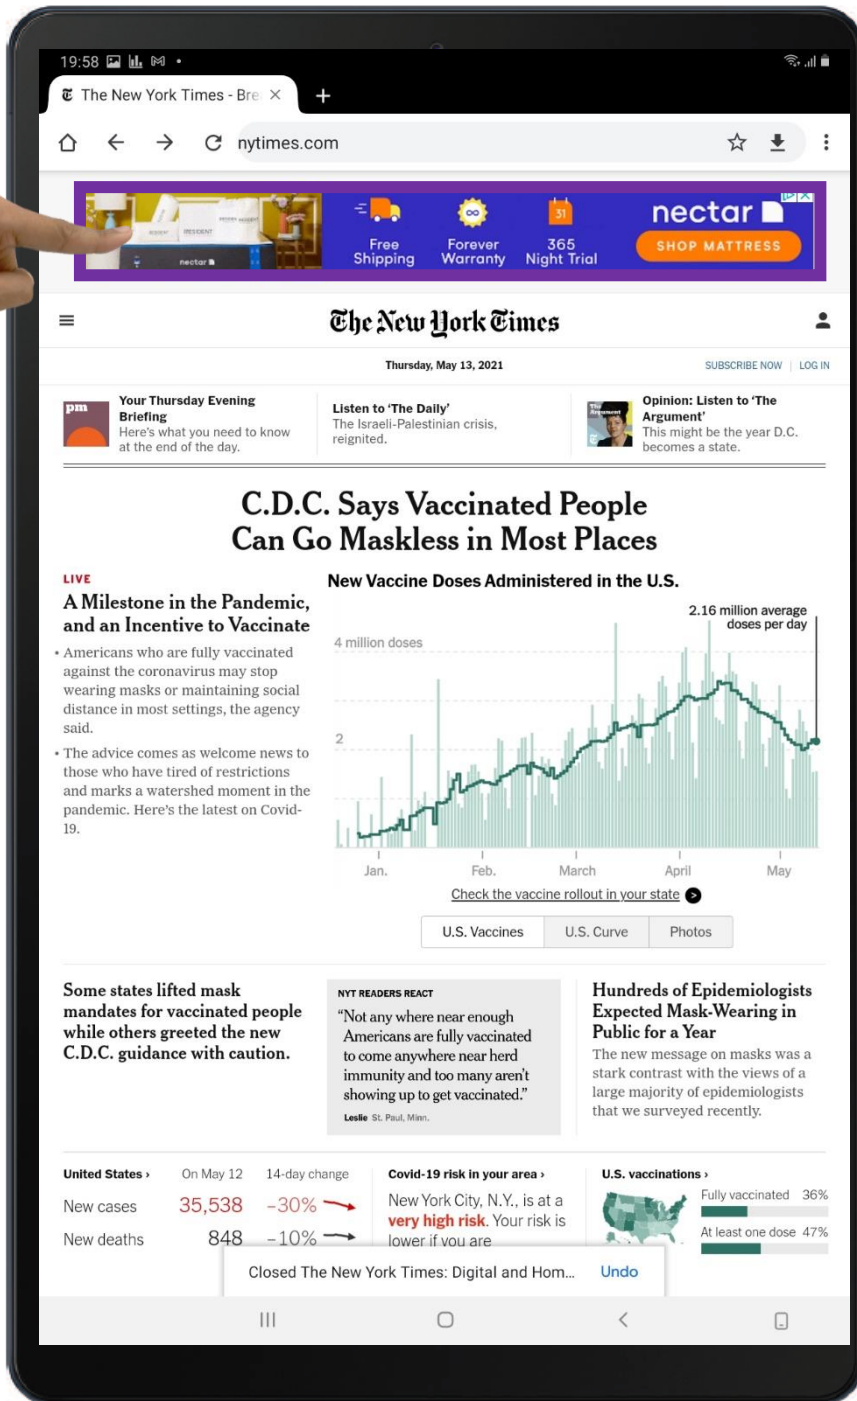 19:58
The New York Times - Bre
nytimes.com
RESIDENT
nectar
Free
Shipping
Forever
Warranty
31
365
Night Trial
nectar
SHOP MATTRESS
The New York Times
Thursday, May 13, 2021
SUBSCRIBE NOW | LOG IN
pm
Your Thursday Evening
Briefing
Here's what you need to know
at the end of the day.
Listen to ‘The Daily’
The Israeli-Palestinian crisis,
reignited.
The
Argument
Opinion: Listen to ‘The
Argument’
This might be the year D.C.
becomes a state.
C.D.C. Says Vaccinated People
Can Go Maskless in Most Places
LIVE
A Milestone in the Pandemic,
and an Incentive to Vaccinate
• Americans who are fully vaccinated
against the coronavirus may stop
wearing masks or maintaining social
distance in most settings, the agency
said.
• The advice comes as welcome news to
those who have tired of restrictions
and marks a watershed moment in the
pandemic. Here's the latest on Covid-
19.
New Vaccine Doses Administered in the U.S.
2.16 million average
doses per day
4 million doses
2
Jan. Feb. March April May
Check the vaccine rollout in your state
U.S. Vaccines U.S. Curve Photos
Some states lifted mask
mandates for vaccinated people
while others greeted the new
C.D.C. guidance with caution.
NYT READERS REACT
“Not any where near enough
Americans are fully vaccinated
to come anywhere near herd
immunity and too many aren't
showing up to get vaccinated.”
Leslie St. Paul, Minn.
Hundreds of Epidemiologists
Expected Mask-Wearing in
Public for a Year
The new message on masks was a
stark contrast with the views of a
large majority of epidemiologists
that we surveyed recently.
United States › On May 12 14-day change
New cases 35,538 –30%
New deaths 848 –10%
Covid-19 risk in your area ›
New York City, N.Y., is at a
very high risk. Your risk is
lower if you are
U.S. vaccinations ›
Fully vaccinated 36%
At least one dose 47%
Closed The New York Times: Digital and Hom... Undo